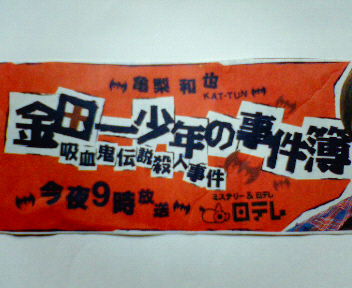 亀梨和也
KAT-TUN
金田一少年の事件簿
吸血鬼伝説殺人事件
今夜9時放送
ミステリー&日テレ
日テレ